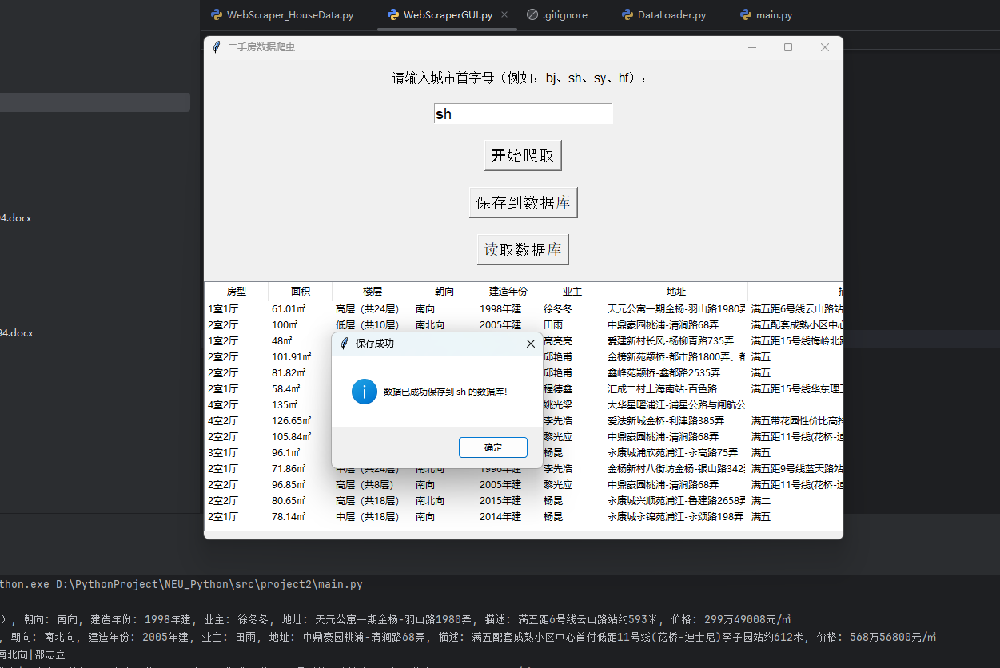 WebScraper_HouseData.py WebScraperGUI.py .gitignore DataLoader.py main.py
二手房数据爬虫
请输入城市首字母（例如：bj、sh、sy、hf）：
sh
开始爬取
保存到数据库
94.docx
读取数据库
房型 面积 楼层 朝向 建造年份 业主 地址
1室1厅 61.01㎡ 高层（共24层） 南向 1998年建 徐冬冬 天元公寓一期金杨-羽山路1980弄 满五距6号线云山路站
2室2厅 100㎡ 低层（共10层） 南北向 2005年建 田雨 中鼎豪园桃浦-清涧路68弄 满五配套成熟小区中心
94.docx
保存成功
1室2厅 48㎡ 高亮亮 爱建新村长风-杨柳青路735弄 满五距15号线梅岭北路
2室2厅 101.91㎡ 邱艳甫 金榜新苑颛桥-都市路1800弄、都 满五
2室2厅 81.82㎡ 邱艳甫 鑫峰苑颛桥-鑫都路2535弄 满五
2室1厅 58.4㎡ 程德鑫 汇成二村上海南站-百色路 满五距15号线华东理工
数据已成功保存到 sh 的数据库！
4室2厅 135㎡ 姚光梁 大华星曜浦江-浦星公路与闸航公
4室2厅 126.65㎡ 李先浩 爱法新城金桥-利津路385弄 满五带花园性价比高拎
2室2厅 105.84㎡ 黎光应 中鼎豪园桃浦-清涧路68弄 满五距11号线(花桥-迪
确定
3室1厅 96.1㎡ 杨昆 永康城浦欣苑浦江-永高路75弄 满五
2室1厅 71.86㎡ 中层（共24层） 南北向 1996年建 李先浩 金杨新村八街坊金杨-银山路342弄 满五距9号线蓝天路站
2室2厅 96.85㎡ 高层（共8层） 南向 2005年建 黎光应 中鼎豪园桃浦-清涧路68弄 满五距11号线(花桥-迪
2室2厅 80.65㎡ 高层（共18层） 南北向 2015年建 杨昆 永康城兴顺苑浦江-鲁建路2658弄 满二
2室1厅 78.14㎡ 中层（共18层） 南向 2014年建 杨昆 永康城永锦苑浦江-永颂路198弄 满五
thon.exe D:\PythonProject\NEU_Python\src\project2\main.py
），朝向: 南向, 建造年份: 1998年建, 业主: 徐冬冬, 地址: 天元公寓一期金杨-羽山路1980弄, 描述: 满五距6号线云山路站约593米, 价格: 299万49008元/㎡
, 朝向: 南北向, 建造年份: 2005年建, 业主: 田雨, 地址: 中鼎豪园桃浦-清涧路68弄, 描述: 满五配套成熟小区中心首付低距11号线(花桥-迪士尼)李子园站约612米, 价格: 568万56800元/㎡
南北向|邵志立